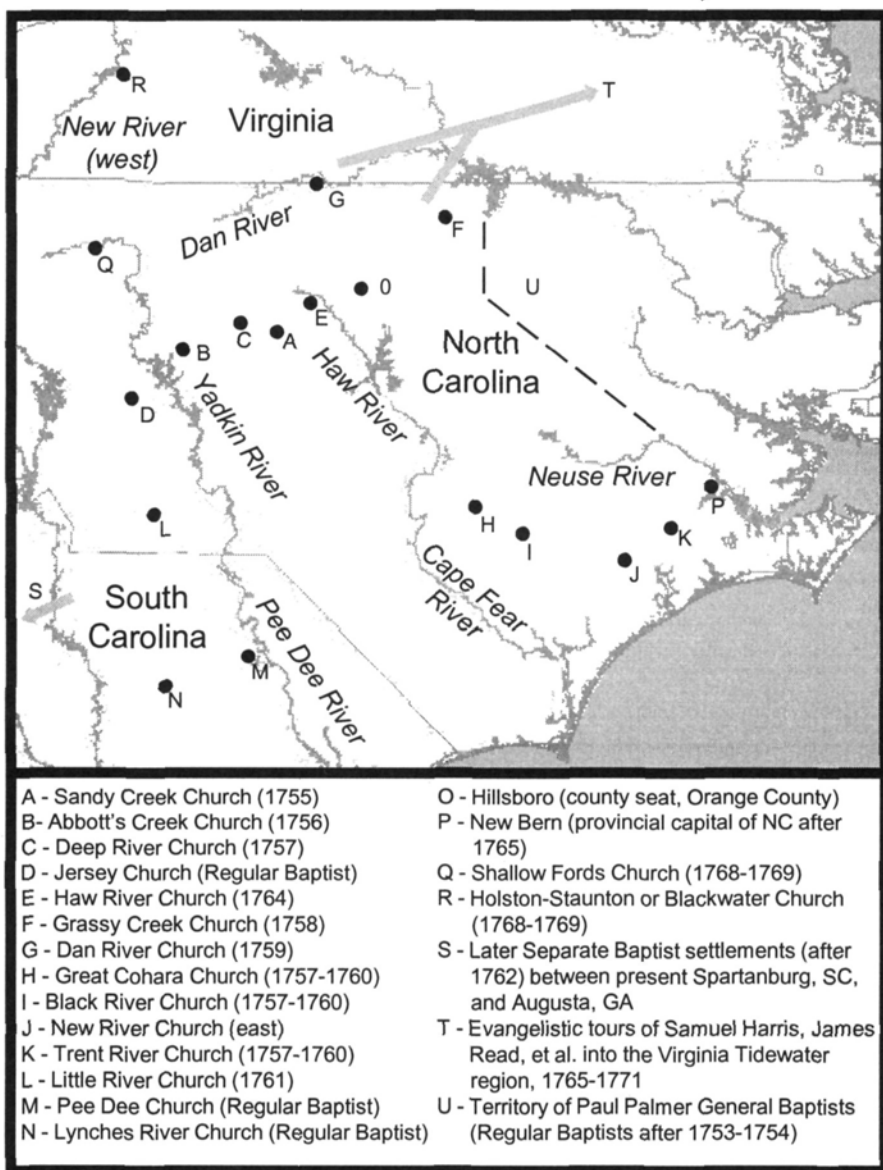 R
T
New River
(west)
Virginia
G
Dan River
F
Q
0
U
E
C
A
B
North
Carolina
Haw River
D
Yadkin River
Neuse River
P
H
L
I
K
J
Cape Fear
River
S
South
Carolina
Pee Dee River
M
N
A - Sandy Creek Church (1755)
B- Abbott's Creek Church (1756)
C - Deep River Church (1757)
D - Jersey Church (Regular Baptist)
E - Haw River Church (1764)
F - Grassy Creek Church (1758)
G - Dan River Church (1759)
H - Great Cohara Church (1757-1760)
I - Black River Church (1757-1760)
J - New River Church (east)
K - Trent River Church (1757-1760)
L - Little River Church (1761)
M - Pee Dee Church (Regular Baptist)
N - Lynches River Church (Regular Baptist)
O - Hillsboro (county seat, Orange County)
P - New Bern (provincial capital of NC after
1765)
Q - Shallow Fords Church (1768-1769)
R - Holston-Staunton or Blackwater Church
(1768-1769)
S - Later Separate Baptist settlements (after
1762) between present Spartanburg, SC,
and Augusta, GA
T - Evangelistic tours of Samuel Harris, James
Read, et al. into the Virginia Tidewater
region, 1765-1771
U - Territory of Paul Palmer General Baptists
(Regular Baptists after 1753-1754)